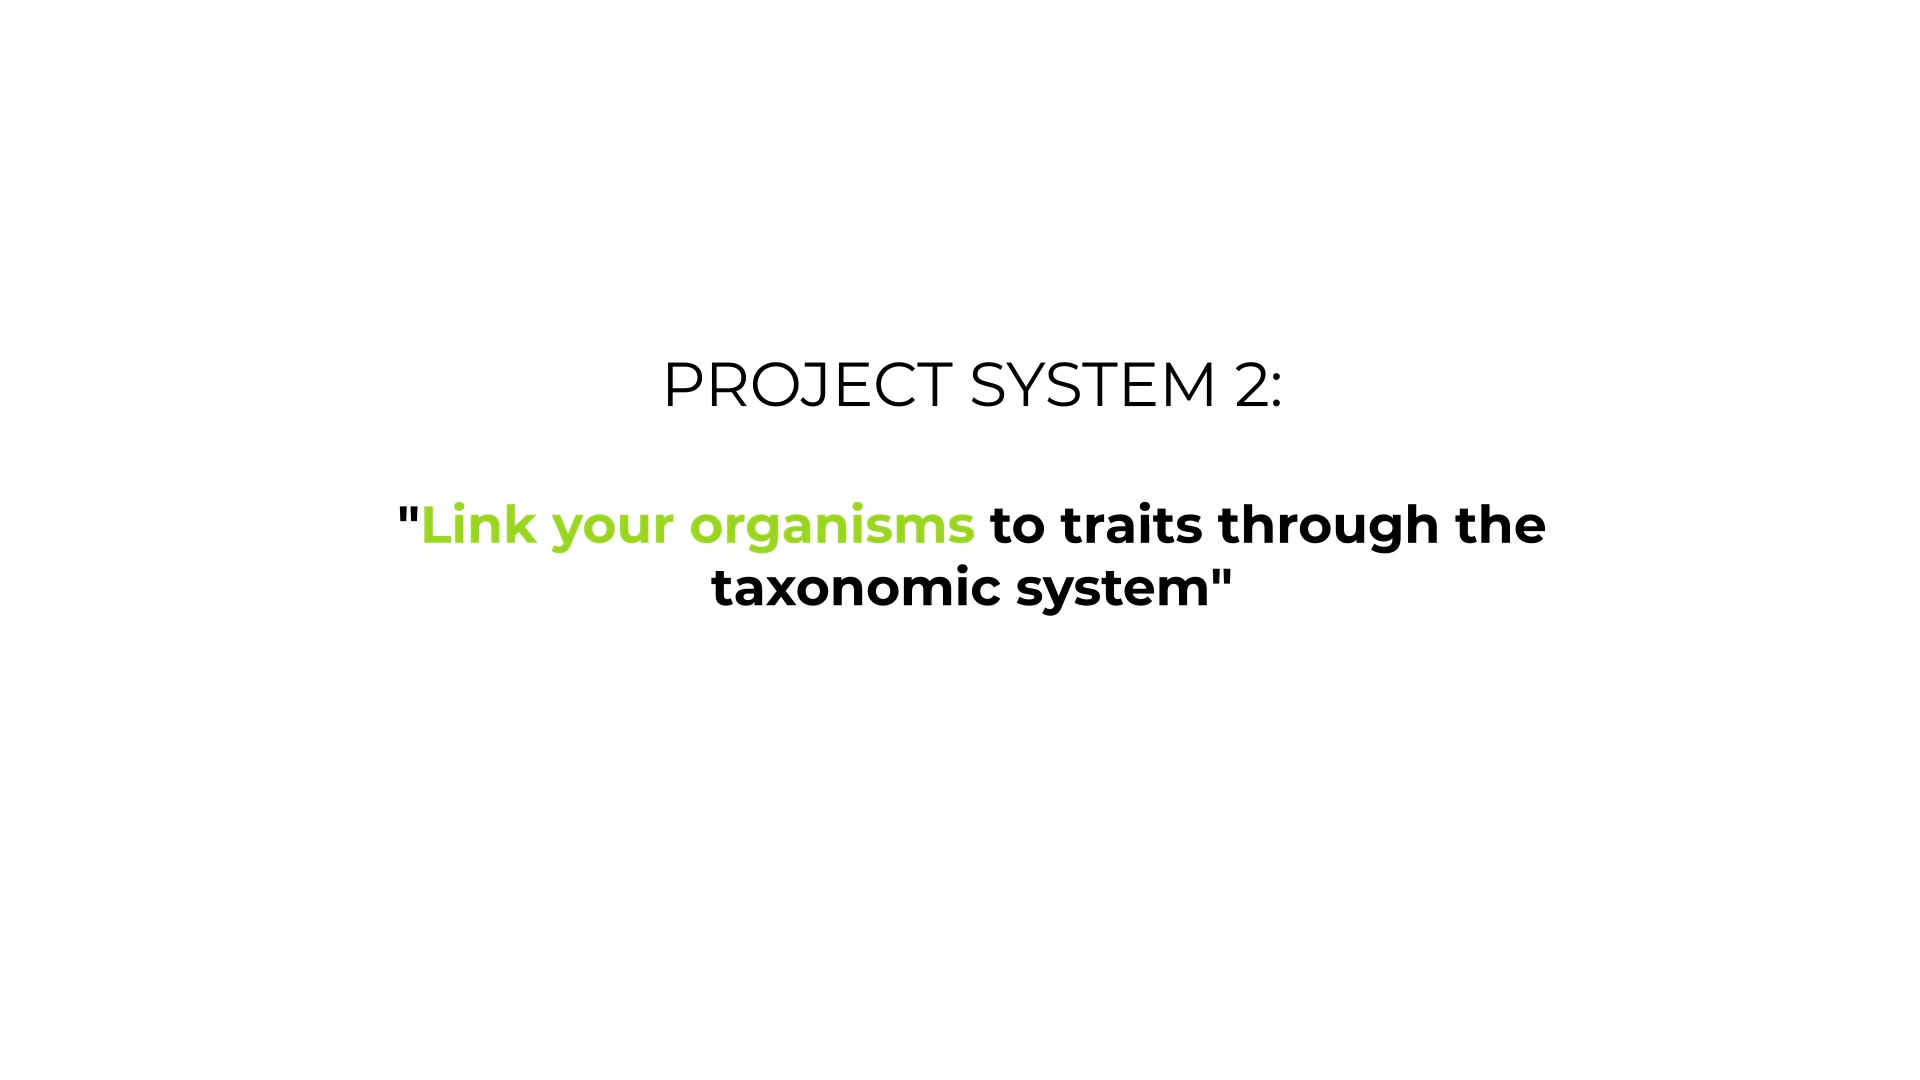 PROJECT SYSTEM 2:
"Link your organisms to traits through the
taxonomic system"